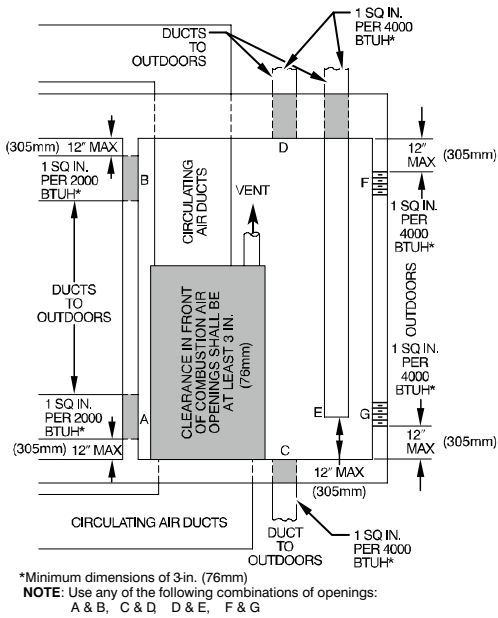 DUCTS
TO
OUTDOORS
1 SQ IN.
PER 4000
BTUH*
(305mm) 12" MAX
1 SQ IN.
PER 2000
BTUH*
B
D
CIRCULATING
AIR DUCTS
VENT
F
12"
MAX
(305mm)
1 SQ IN.
PER
4000
BTUH*
DUCTS
TO
OUTDOORS
OUTDOORS
CLEARANCE IN FRONT
OF COMBUSTION AIR
OPENINGS SHALL BE
AT LEAST 3 IN.
(76mm)
1 SQ IN.
PER
4000
BTUH*
1 SQ IN.
PER 2000
BTUH*
A
E
G
(305mm) 12" MAX
C
12" MAX
(305mm)
12"
MAX
(305mm)
CIRCULATING AIR DUCTS
DUCT
TO
OUTDOORS
1 SQ IN.
PER 4000
BTUH*
*Minimum dimensions of 3-in. (76mm)
NOTE: Use any of the following combinations of openings:
A & B, C & D, D & E, F & G